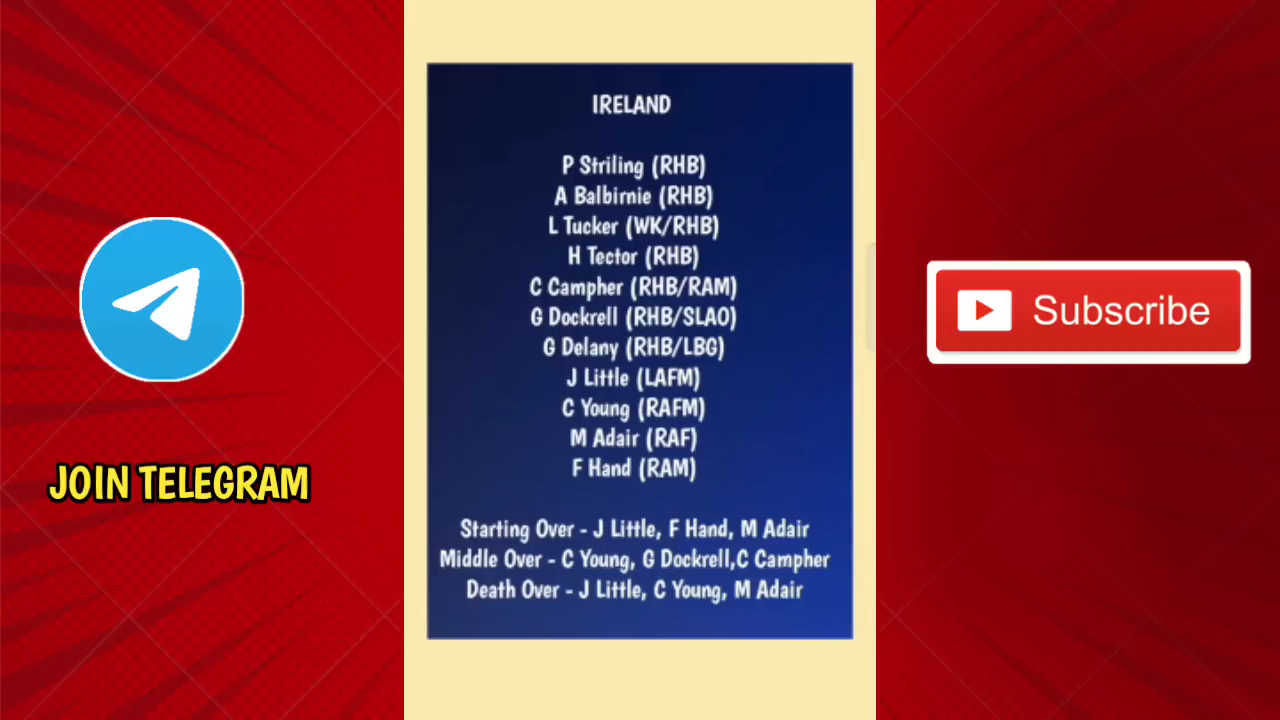 IRELAND
P Striling (RHB)
A Balbirnie (RHB)
L Tucker (WK/RHB)
H Tector (RHB)
C Campher (RHB/RAM)
G Dockrell (RHB/SLAO)
G Delany (RHB/LBG)
J Little (LAFM)
C Young (RAFM)
M Adair (RAF)
F Hand (RAM)
Starting Over - J Little, F Hand, M Adair
Middle Over - C Young, G Dockrell,C Campher
Death Over - J Little, C Young, M Adair
JOIN TELEGRAM
Subscribe